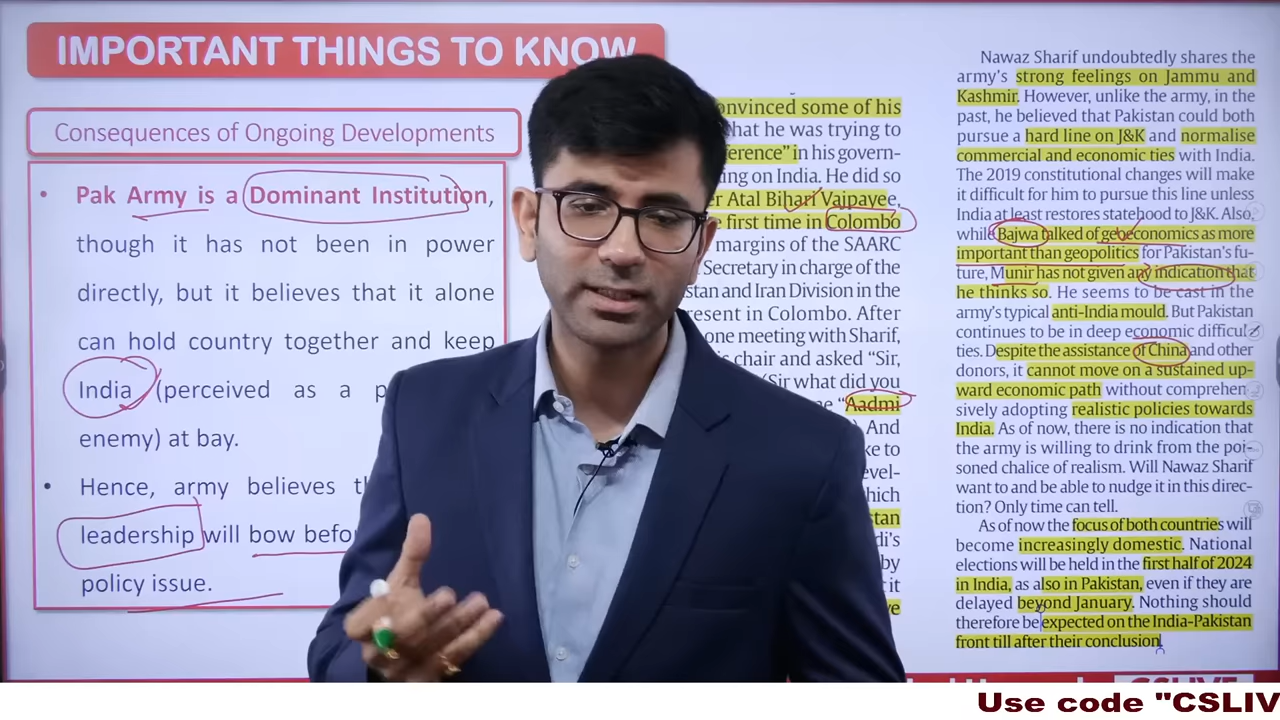 IMPORTANT THINGS TO KNOW
Consequences of Ongoing Developments
• Pak Army is a Dominant Institution,
though it has not been in power
directly, but it believes that it alone
can hold country together and keep
India (perceived as a
enemy) at bay.
• Hence, army believes
leadership will bow
policy issue.
convinced some of his
that he was trying to
in his govern-
ing on India. He did so
Atal Bihari Vajpayee,
first time in Colombo
margins of the SAARC
Secretary in charge of the
and Iran Division in the
present in Colombo. After
one meeting with Sharif,
chair and asked “Sir,
Sir what did you
“Aadmi
And
to
which
by
it
Nawaz Sharif undoubtedly shares the
army’s strong feelings on Jammu and
Kashmir. However, unlike the army, in the
past, he believed that Pakistan could both
pursue a hard line on J&K and normalise
commercial and economic ties with India.
The 2019 constitutional changes will make
it difficult for him to pursue this line unless
India at least restores statehood to J&K. Also,
while Bajwa talked of geoeconomics as more
important than geopolitics for Pakistan’s fu-
ture, Munir has not given any indication that
he thinks so. He seems to be cast in the
army’s typical anti-India mould. But Pakistan
continues to be in deep economic difficul-
ties. Despite the assistance of China and other
donors, it cannot move on a sustained up-
ward economic path without comprehen-
sively adopting realistic policies towards
India. As of now, there is no indication that
the army is willing to drink from the poi-
soned chalice of realism. Will Nawaz Sharif
want to and be able to nudge it in this direc-
tion? Only time can tell.
As of now the focus of both countries will
become increasingly domestic. National
elections will be held in the first half of 2024
in India, as also in Pakistan, even if they are
delayed beyond January. Nothing should
therefore be expected on the India-Pakistan
front till after their conclusion.
Use code "CSLIV